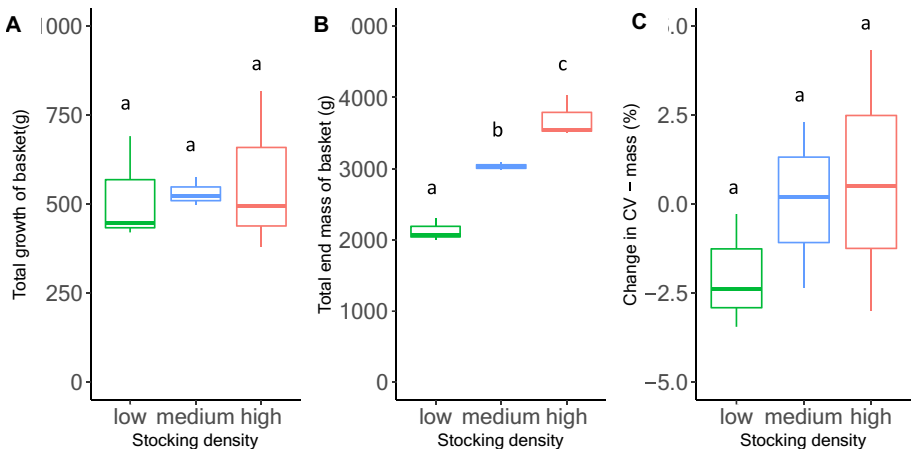 A
000
750
500
250
0
Total growth of basket(g)
a
a
a
low medium high
Stocking density
B
000
4000
3000
2000
1000
0
Total end mass of basket (g)
a
b
c
low medium high
Stocking density
C
.0
2.5
0.0
−2.5
−5.0
Change in CV – mass (%)
a
a
a
low medium high
Stocking density